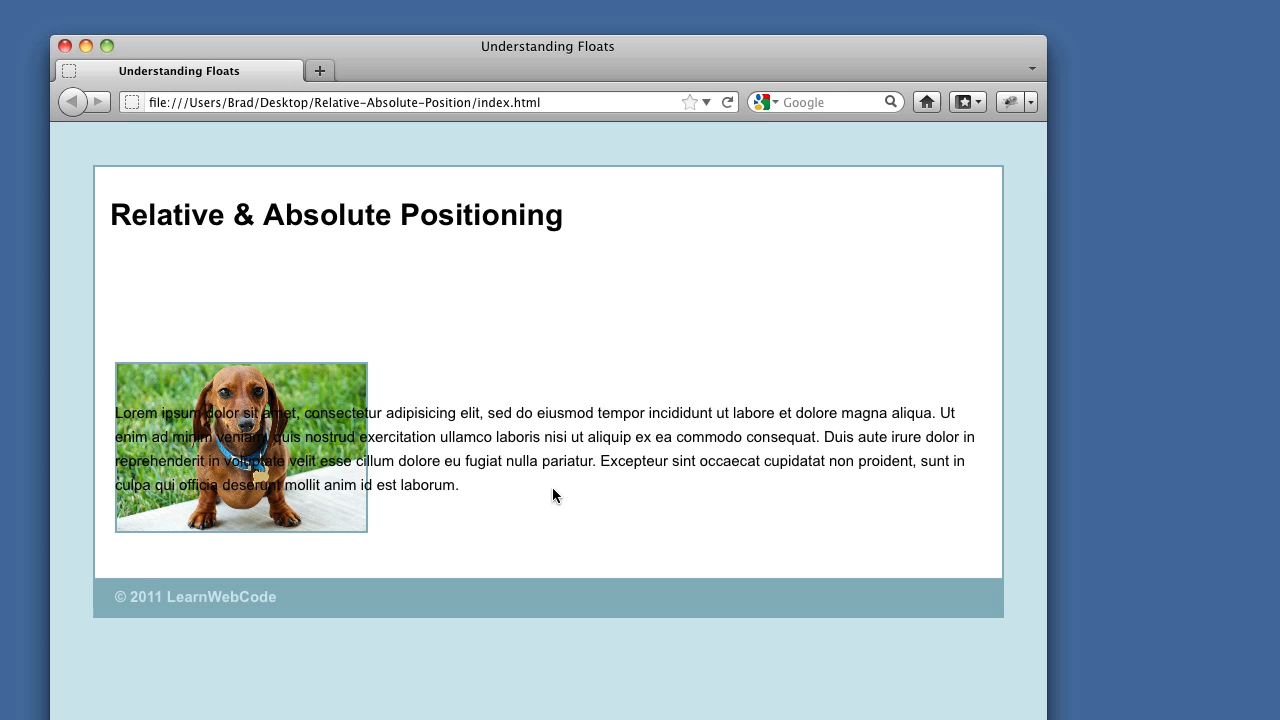 Understanding Floats
Understanding Floats
file:///Users/Brad/Desktop/Relative-Absolute-Position/index.html
Google
Relative & Absolute Positioning
Lorem ipsum dolor sit amet, consectetur adipisicing elit, sed do eiusmod tempor incididunt ut labore et dolore magna aliqua. Ut
enim ad minim veniam, quis nostrud exercitation ullamco laboris nisi ut aliquip ex ea commodo consequat. Duis aute irure dolor in
reprehenderit in voluptate velit esse cillum dolore eu fugiat nulla pariatur. Excepteur sint occaecat cupidatat non proident, sunt in
culpa qui officia deserunt mollit anim id est laborum.
© 2011 LearnWebCode